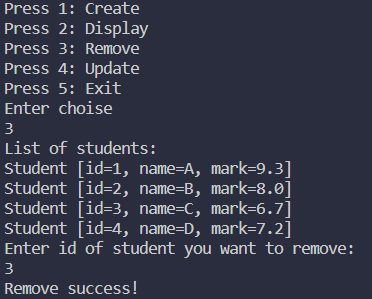 Press 1: Create
Press 2: Display
Press 3: Remove
Press 4: Update
Press 5: Exit
Enter choise
3
List of students:
Student [id=1, name=A, mark=9.3]
Student [id=2, name=B, mark=8.0]
Student [id=3, name=C, mark=6.7]
Student [id=4, name=D, mark=7.2]
Enter id of student you want to remove:
3
Remove success!